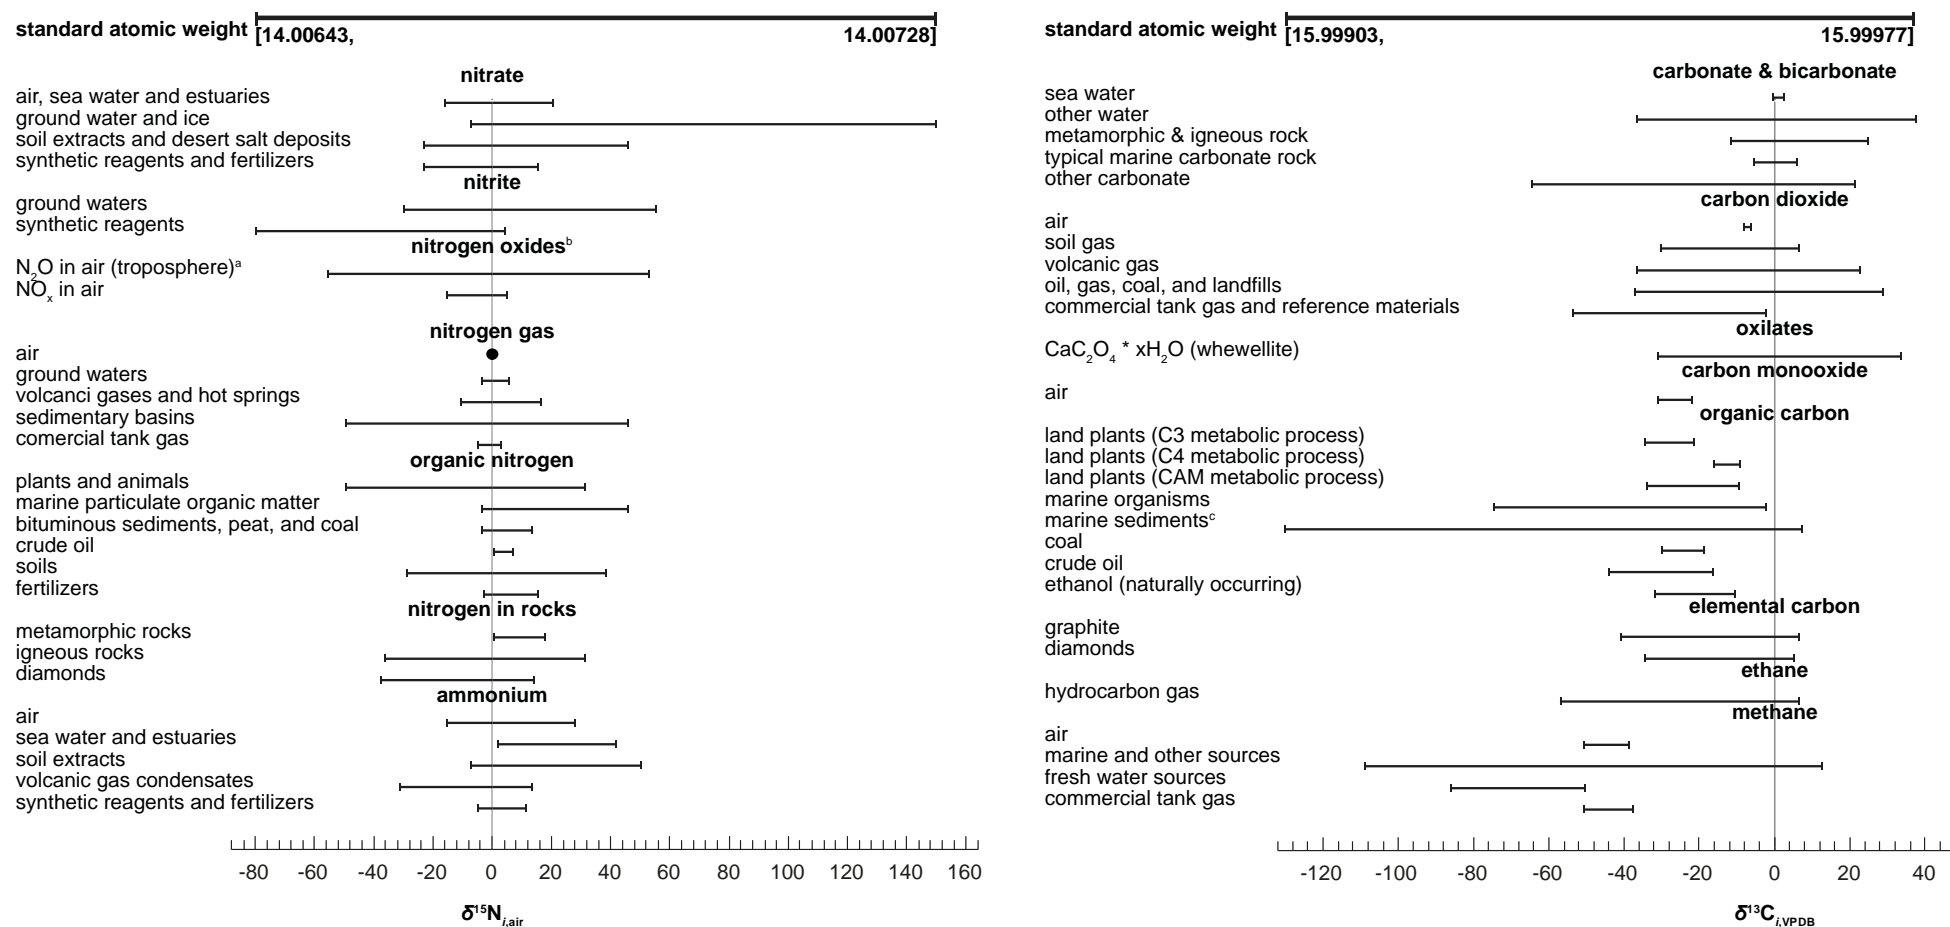 standard atomic weight [14.00643, 14.00728]
nitrate
air, sea water and estuaries
ground water and ice
soil extracts and desert salt deposits
synthetic reagents and fertilizers
nitrite
ground waters
synthetic reagents
nitrogen oxidesᵇ
N₂O in air (troposphere)ᵃ
NOₓ in air
nitrogen gas
air
ground waters
volcanci gases and hot springs
sedimentary basins
comercial tank gas
organic nitrogen
plants and animals
marine particulate organic matter
bituminous sediments, peat, and coal
crude oil
soils
fertilizers
nitrogen in rocks
metamorphic rocks
igneous rocks
diamonds
ammonium
air
sea water and estuaries
soil extracts
volcanic gas condensates
synthetic reagents and fertilizers
-80 -60 -40 -20 0 20 40 60 80 100 120 140 160
δ¹⁵N i,air
standard atomic weight [15.99903, 15.99977]
carbonate & bicarbonate
sea water
other water
metamorphic & igneous rock
typical marine carbonate rock
other carbonate
carbon dioxide
air
soil gas
volcanic gas
oil, gas, coal, and landfills
commercial tank gas and reference materials
oxilates
CaC₂O₄ * xH₂O (whewellite)
carbon monooxide
air
organic carbon
land plants (C3 metabolic process)
land plants (C4 metabolic process)
land plants (CAM metabolic process)
marine organisms
marine sedimentsᶜ
coal
crude oil
ethanol (naturally occurring)
elemental carbon
graphite
diamonds
ethane
hydrocarbon gas
methane
air
marine and other sources
fresh water sources
commercial tank gas
-120 -100 -80 -60 -40 -20 0 20 40
δ¹³C i,VPDB